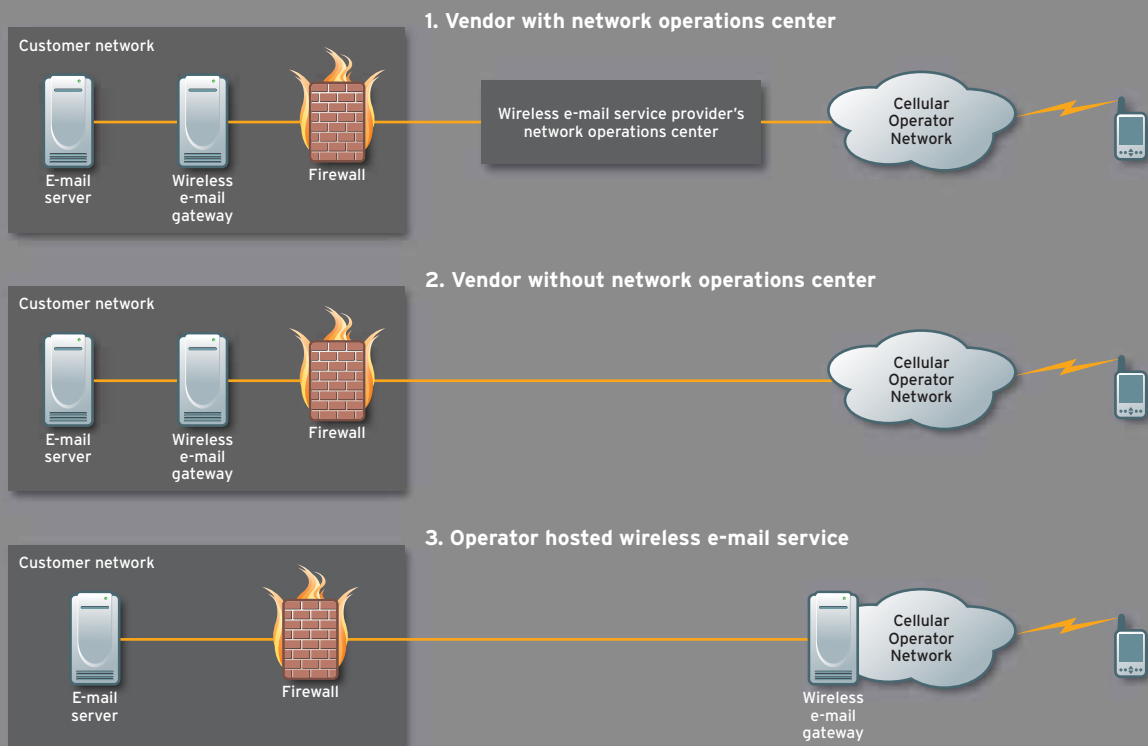 1. Vendor with network operations center
Customer network
E-mail
server
Wireless
e-mail
gateway
Firewall
Wireless e-mail service provider's
network operations center
Cellular
Operator
Network
2. Vendor without network operations center
Customer network
E-mail
server
Wireless
e-mail
gateway
Firewall
Cellular
Operator
Network
3. Operator hosted wireless e-mail service
Customer network
E-mail
server
Firewall
Wireless
e-mail
gateway
Cellular
Operator
Network